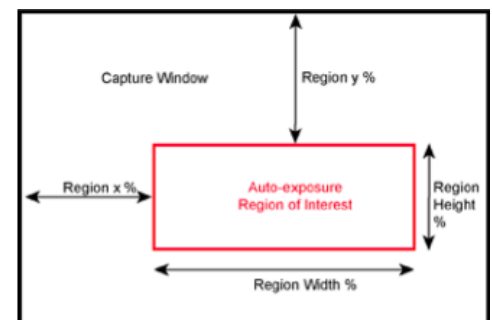 Capture Window
Region y %
Region x %
Auto-exposure
Region of Interest
Region
Height
%
Region Width %